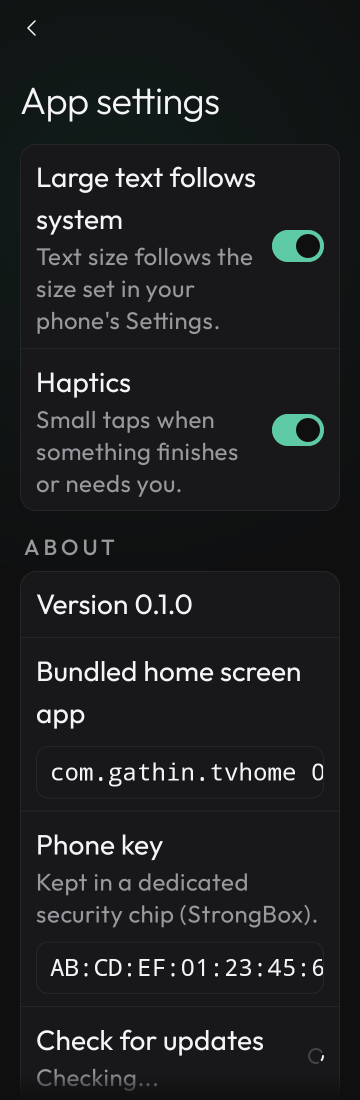 App settings
Large text follows
system
Text size follows the
size set in your
phone's Settings.
Haptics
Small taps when
something finishes
or needs you.
ABOUT
Version 0.1.0
Bundled home screen
app
com.gathin.tvhome 0
Phone key
Kept in a dedicated
security chip (StrongBox).
AB:CD:EF:01:23:45:6
Check for updates
Checking...